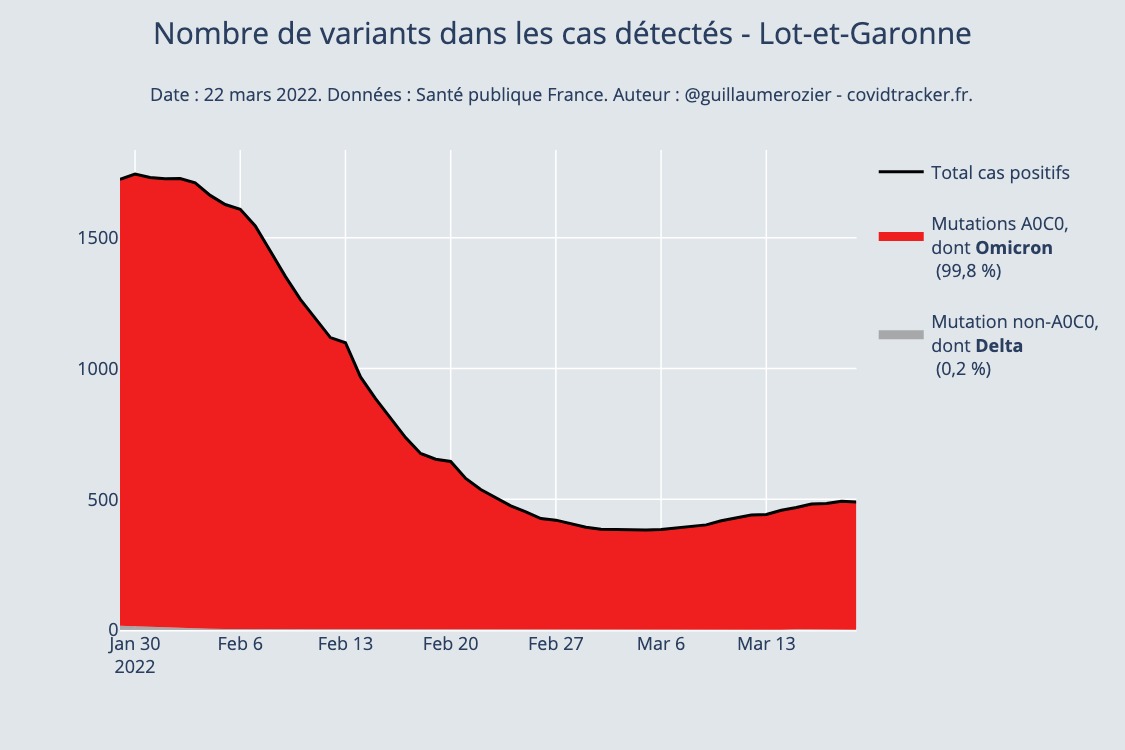 Nombre de variants dans les cas détectés - Lot-et-Garonne
Date : 22 mars 2022. Données : Santé publique France. Auteur : @guillaumerozier - covidtracker.fr.
Total cas positifs
Mutations A0C0,
dont Omicron
(99,8 %)
Mutation non-A0C0,
dont Delta
(0,2 %)
1500
1000
500
0
Jan 30
2022
Feb 6
Feb 13
Feb 20
Feb 27
Mar 6
Mar 13